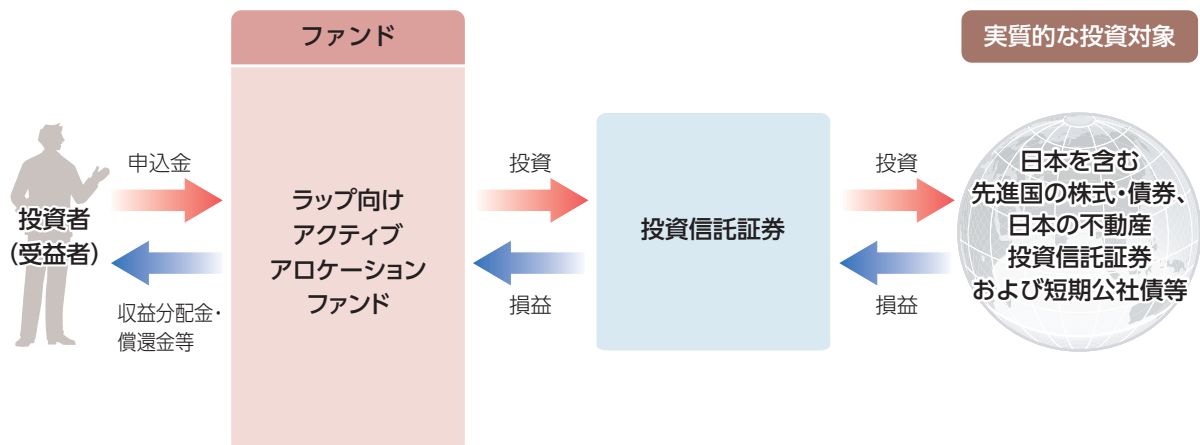 ファンド
実質的な投資対象
投資者
(受益者)
申込金
収益分配金・
償還金等
ラップ向け
アクティブ
アロケーション
ファンド
投資
損益
投資信託証券
投資
損益
日本を含む
先進国の株式・債券、
日本の不動産
投資信託証券
および短期公社債等